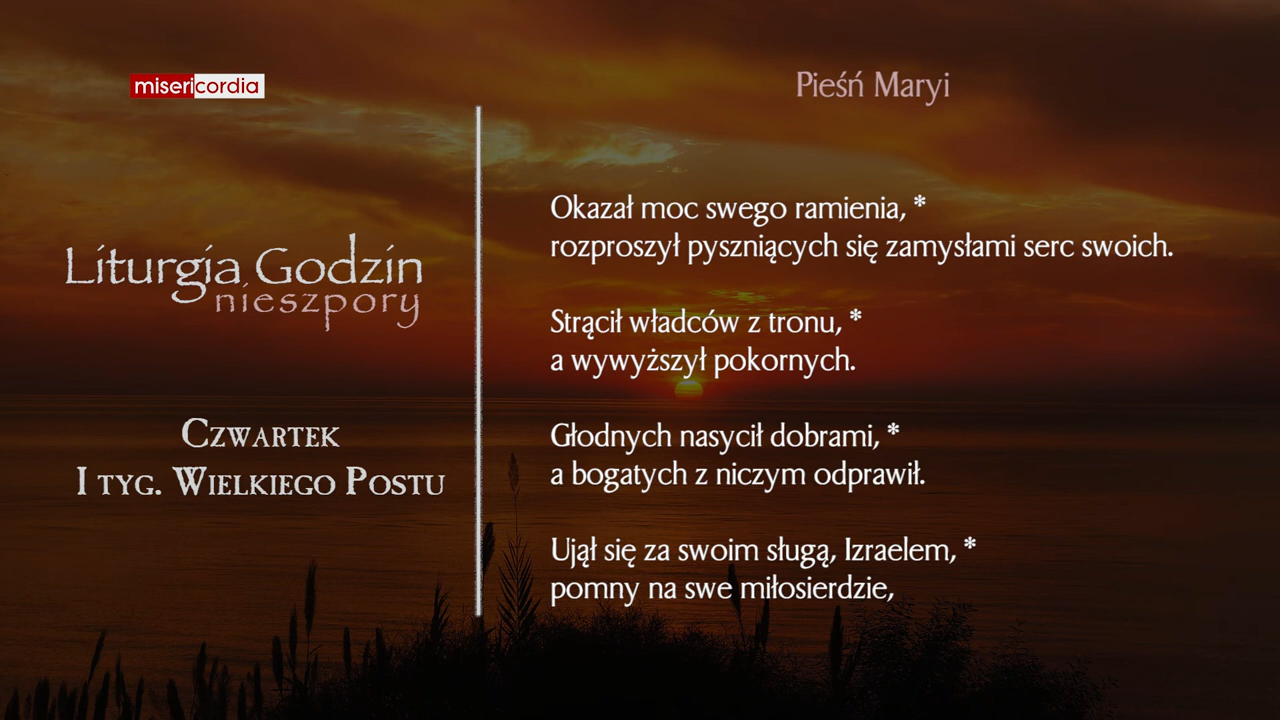 misericordia
Pieśń Maryi
Liturgia Godzin
nieszpory
Czwartek
I tyg. Wielkiego Postu
Okazał moc swego ramienia, *
rozproszył pyszniących się zamysłami serc swoich.
Strącił władców z tronu, *
a wywyższył pokornych.
Głodnych nasycił dobrami, *
a bogatych z niczym odprawił.
Ujął się za swoim sługą, Izraelem, *
pomny na swe miłosierdzie,